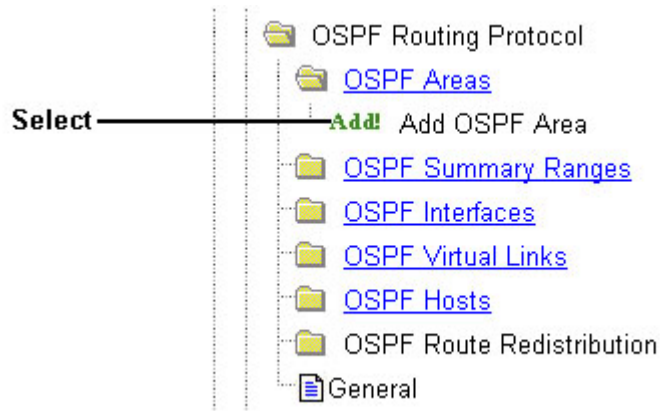 OSPF Routing Protocol
OSPF Areas
Select Add! Add OSPF Area
OSPF Summary Ranges
OSPF Interfaces
OSPF Virtual Links
OSPF Hosts
OSPF Route Redistribution
General